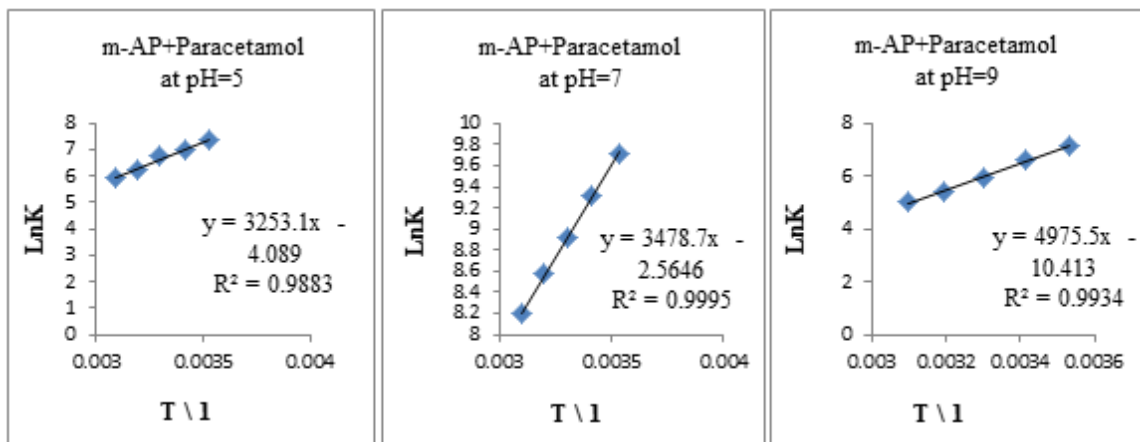 m-AP+Paracetamol
at pH=5
8
7
6
5
4
3
2
1
0
LnK
y = 3253.1x -
4.089
R² = 0.9883
0.003
0.0035
0.004
T \ 1
m-AP+Paracetamol
at pH=7
10
9.8
9.6
9.4
9.2
9
8.8
8.6
8.4
8.2
8
LnK
y = 3478.7x -
2.5646
R² = 0.9995
0.003
0.0035
0.004
T \ 1
m-AP+Paracetamol
at pH=9
8
6
4
2
0
LnK
y = 4975.5x -
10.413
R² = 0.9934
0.003
0.0032
0.0034
0.0036
T \ 1